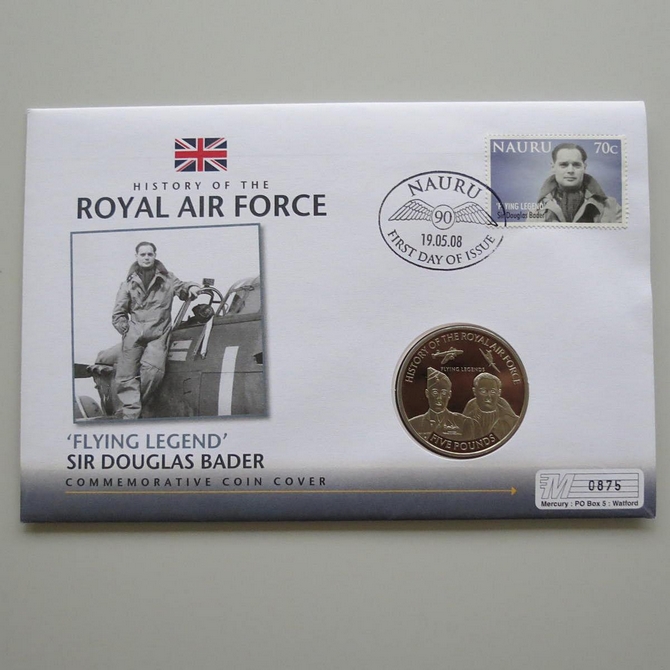 HISTORY OF THE
ROYAL AIR FORCE
'FLYING LEGEND'
SIR DOUGLAS BADER
COMMEMORATIVE COIN COVER
NAURU
90
19.05.08
FIRST DAY OF ISSUE
NAURU 70c
'FLYING LEGEND'
Sir Douglas Bader
HISTORY OF THE ROYAL AIR FORCE
FLYING LEGENDS
FIVE POUNDS
M 0875
Mercury : PO Box 5 : Watford